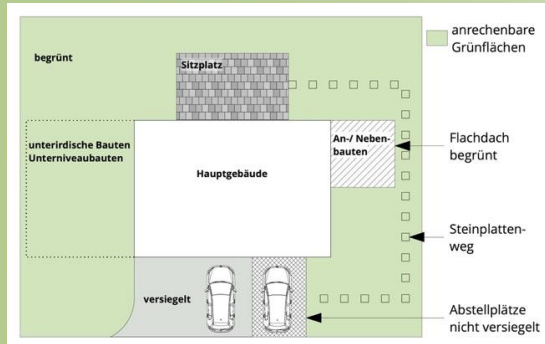 anrechenbare
Grünflächen
begrünt
Sitzplatz
unterirdische Bauten
Unterniveaubauten
An-/ Neben-
bauten
Hauptgebäude
Flachdach
begrünt
Steinplatten-
weg
versiegelt
Abstellplätze
nicht versiegelt